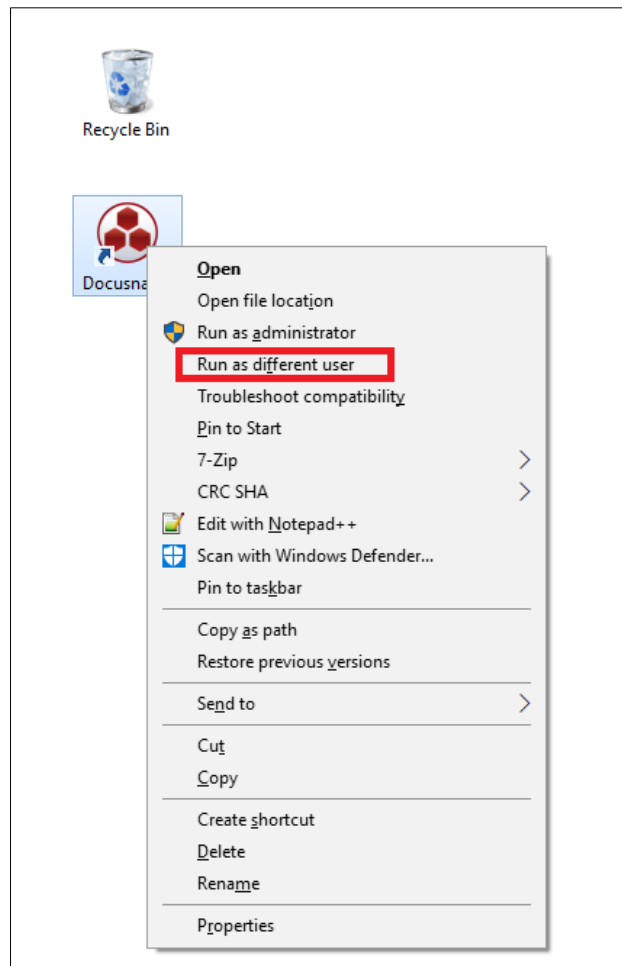 Recycle Bin
Docusna
Open
Open file location
Run as administrator
Run as different user
Troubleshoot compatibility
Pin to Start
7-Zip
CRC SHA
Edit with Notepad++
Scan with Windows Defender...
Pin to taskbar
Copy as path
Restore previous versions
Send to
Cut
Copy
Create shortcut
Delete
Rename
Properties